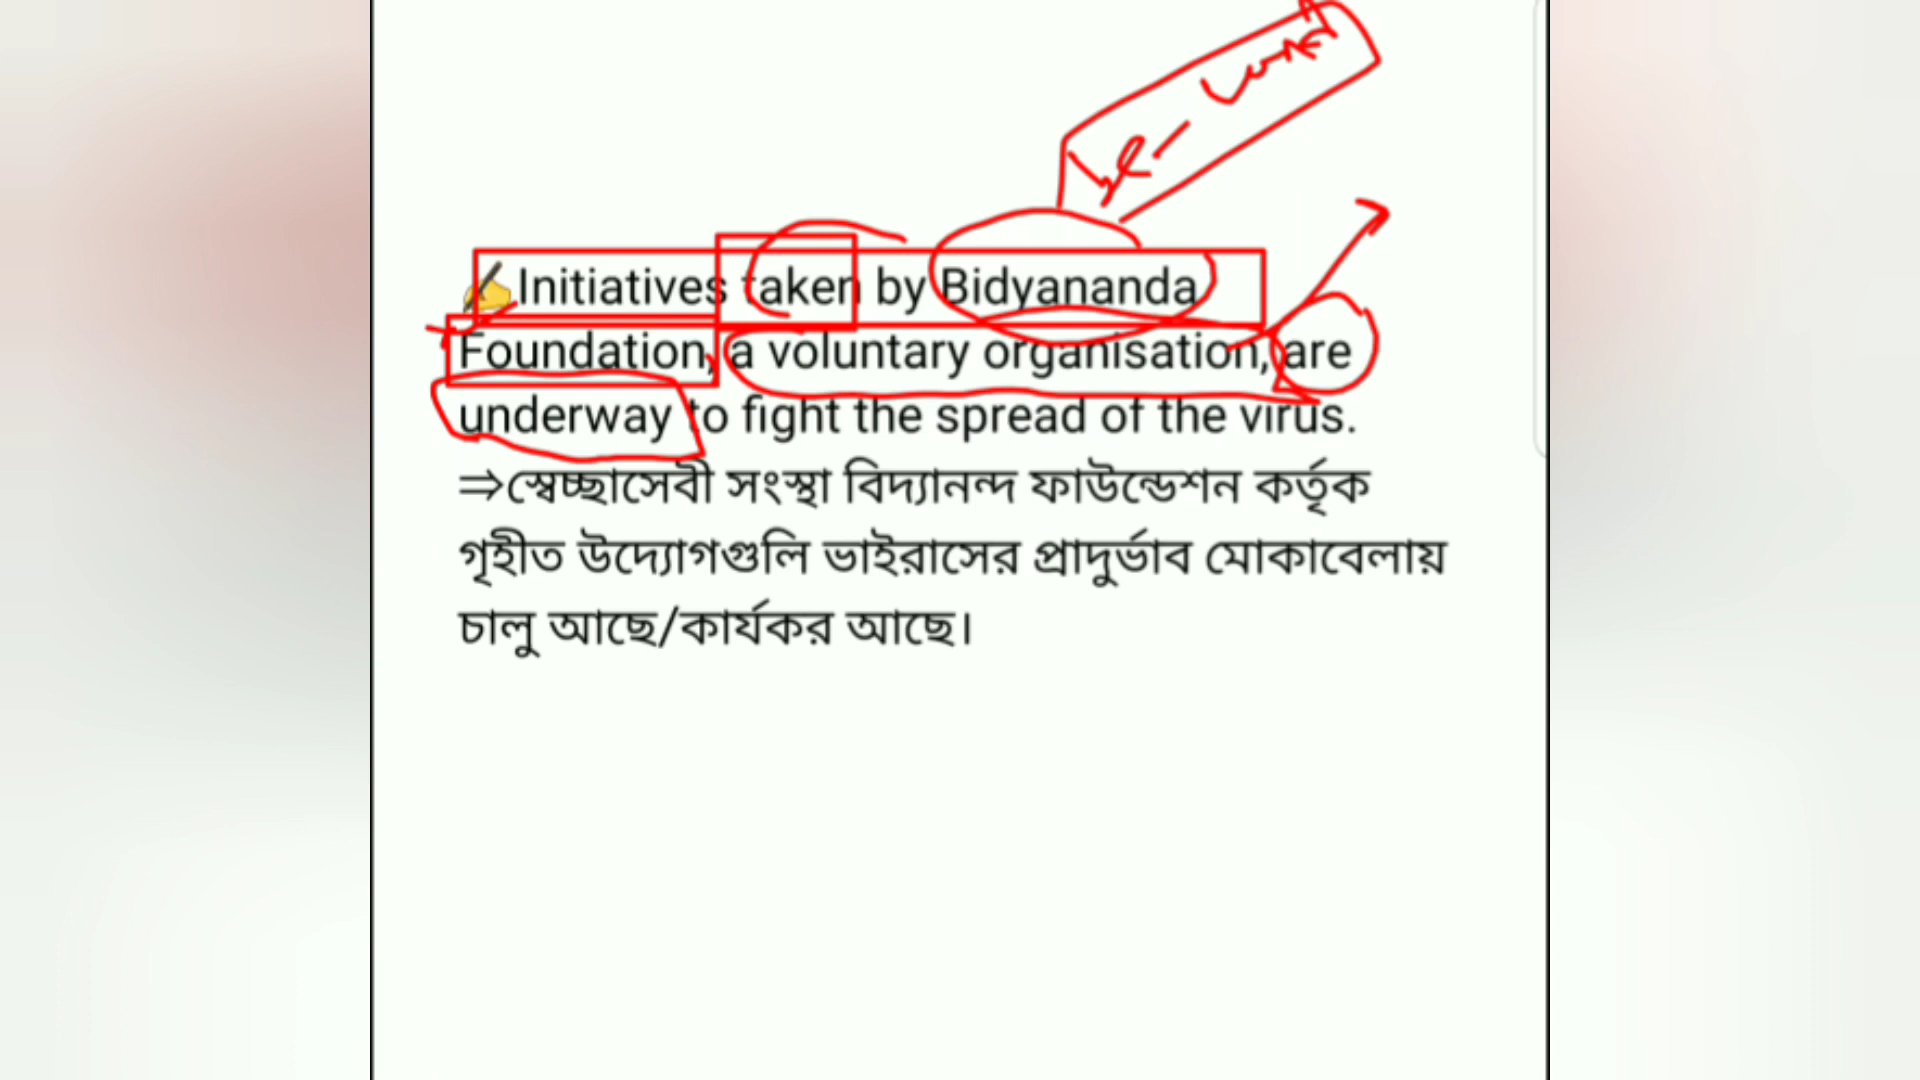 ✍Initiatives taken by Bidyananda
Foundation, a voluntary organisation, are
underway to fight the spread of the virus.
⇒স্বেচ্ছাসেবী সংস্থা বিদ্যানন্দ ফাউন্ডেশন কর্তৃক
গৃহীত উদ্যোগগুলি ভাইরাসের প্রাদুর্ভাব মোকাবেলায়
চালু আছে/কার্যকর আছে।